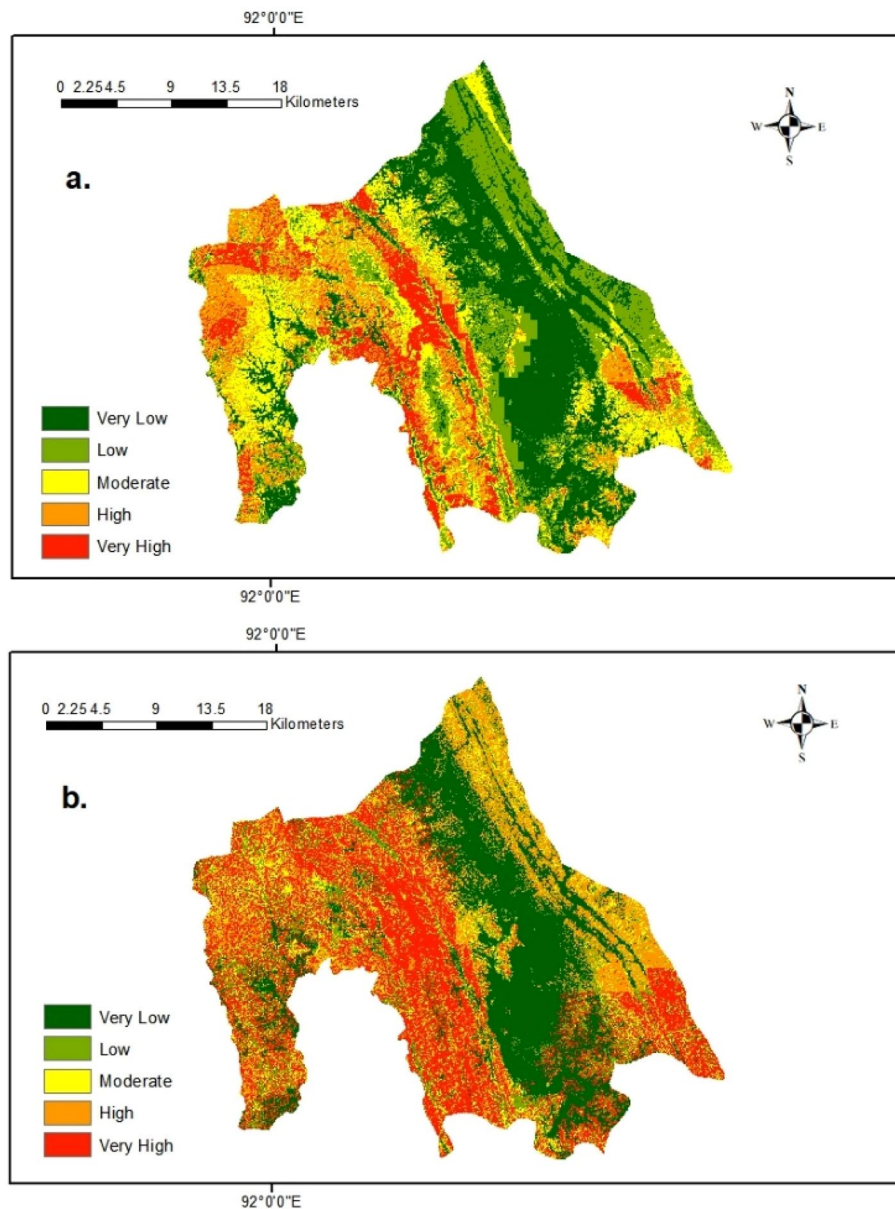 92°0'0"E
0 2.25 4.5 9 13.5 18
Kilometers
N
W E
S
a.
Very Low
Low
Moderate
High
Very High
92°0'0"E
92°0'0"E
0 2.25 4.5 9 13.5 18
Kilometers
N
W E
S
b.
Very Low
Low
Moderate
High
Very High
92°0'0"E